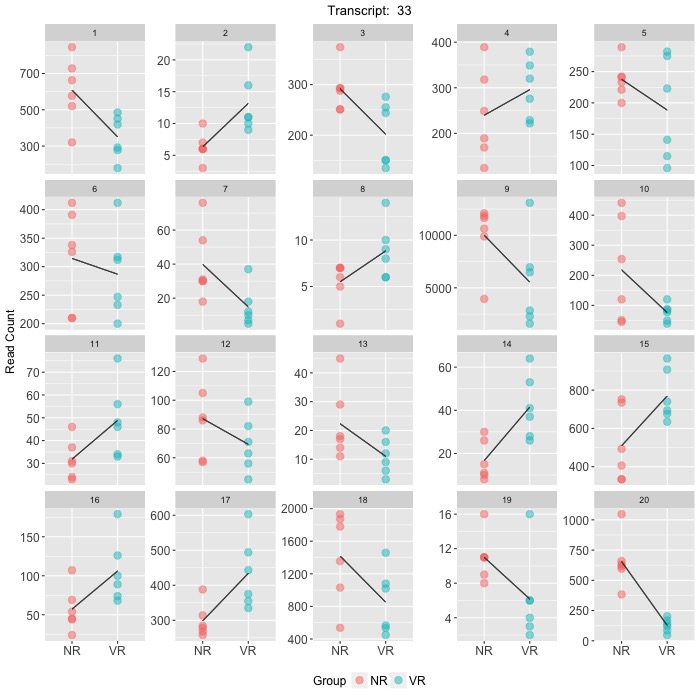 Transcript: 33
1 2 3 4 5
700 500 300
20 15 10 5
300 200
400 300 200
250 200 150 100
6 7 8 9 10
400 350 300 250 200
60 40 20
10 5
10000 5000
400 300 200 100
Read Count
11 12 13 14 15
70 60 50 40 30
120 100 80 60
40 30 20 10
60 40 20
800 600 400
16 17 18 19 20
150 100 50
600 500 400 300
2000 1600 1200 800 400
16 12 8 4
1000 750 500 250 0
NR VR NR VR NR VR NR VR NR VR
Group NR VR